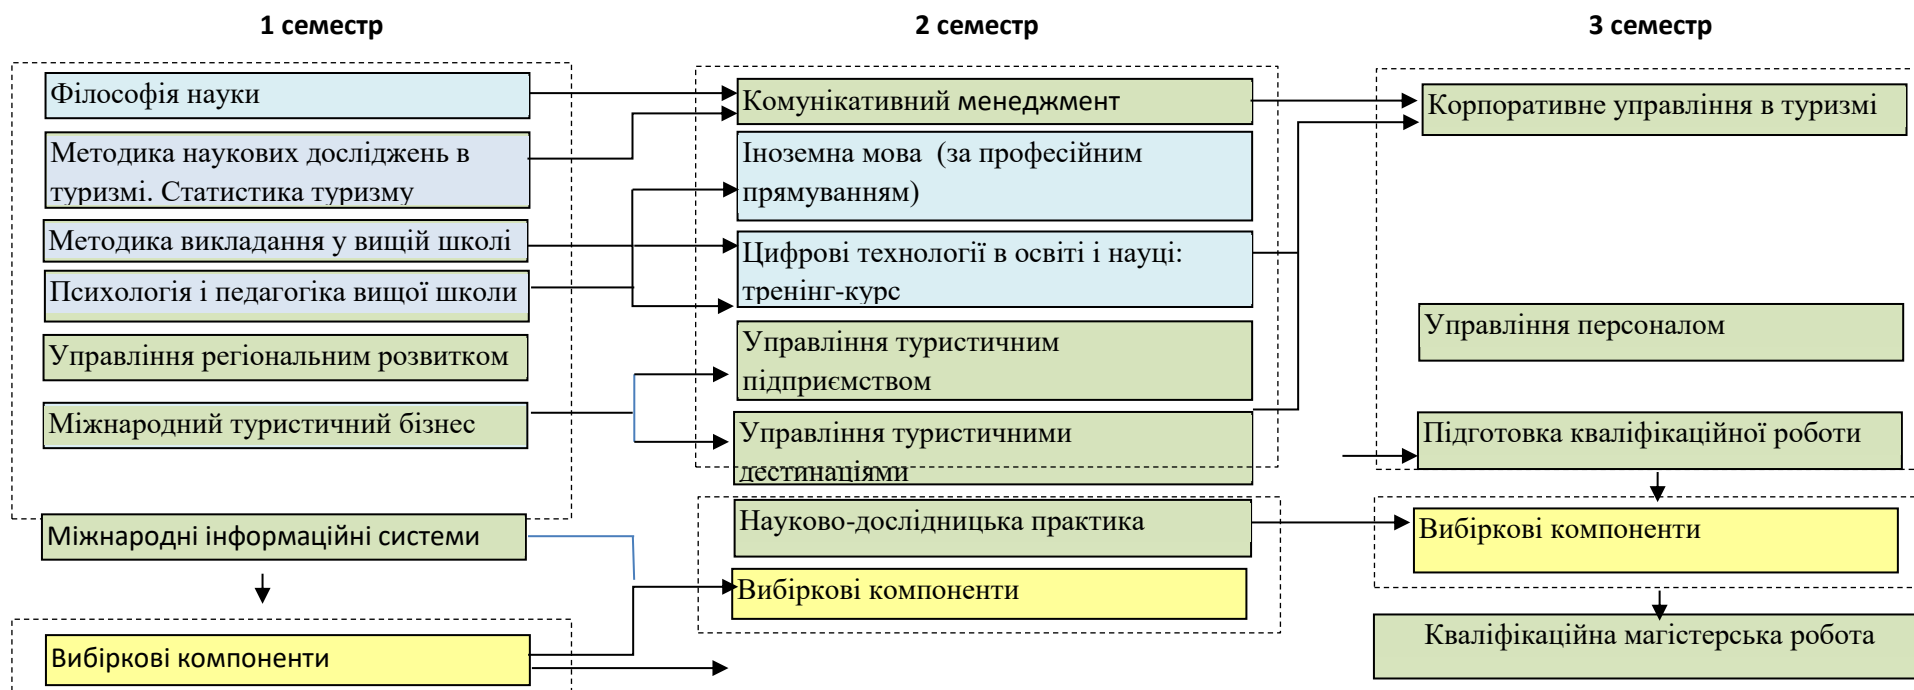 1 семестр
2 семестр
3 семестр
Філософія науки
Методика наукових досліджень в
туризмі. Статистика туризму
Методика викладання у вищій школі
Психологія і педагогіка вищої школи
Управління регіональним розвитком
Міжнародний туристичний бізнес
Міжнародні інформаційні системи
Вибіркові компоненти
Комунікативний менеджмент
Іноземна мова (за професійним
прямуванням)
Цифрові технології в освіті і науці:
тренінг-курс
Управління туристичним
підприємством
Управління туристичними
дестинаціями
Науково-дослідницька практика
Вибіркові компоненти
Корпоративне управління в туризмі
Управління персоналом
Підготовка кваліфікаційної роботи
Вибіркові компоненти
Кваліфікаційна магістерська робота